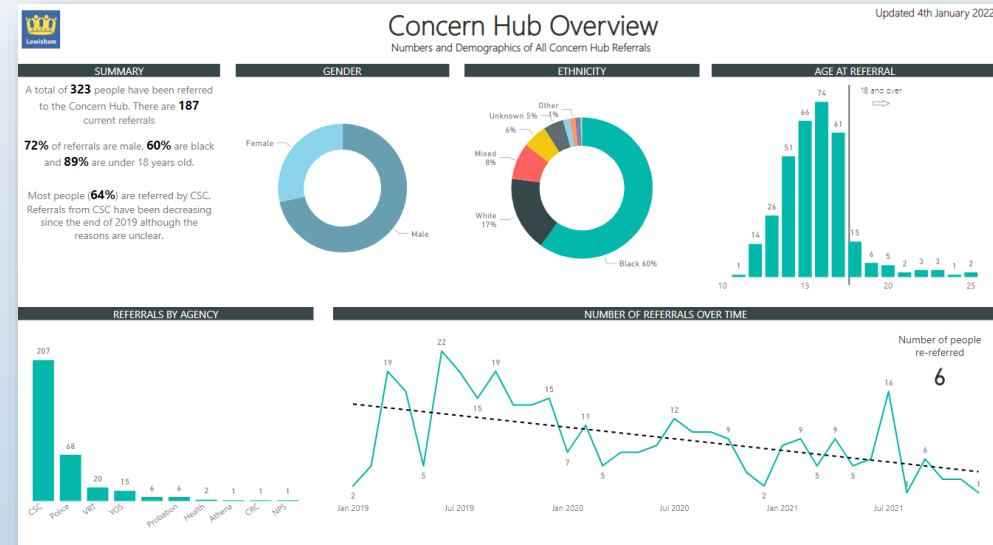 Lewisham
Concern Hub Overview
Numbers and Demographics of All Concern Hub Referrals
Updated 4th January 2022
SUMMARY
A total of 323 people have been referred
to the Concern Hub. There are 187
current referrals
72% of referrals are male. 60% are black
and 89% are under 18 years old.
Most people (64%) are referred by CSC.
Referrals from CSC have been decreasing
since the end of 2019 although the
reasons are unclear.
GENDER
Female
Male
ETHNICITY
Other
1%
Unknown 5%
6%
Mixed
8%
White
17%
Black 60%
AGE AT REFERRAL
18 and over
1
14
26
51
66
74
61
15
6
5
2
3
3
1
2
10
15
20
25
REFERRALS BY AGENCY
207
68
20
15
6
6
2
1
1
1
CSC
Police
VRT
YOS
Probation
Health
Athena
CRC
NPS
NUMBER OF REFERRALS OVER TIME
Number of people
re-referred
6
2
19
5
22
15
19
15
7
11
5
12
9
2
9
5
9
5
16
1
6
1
Jan 2019
Jul 2019
Jan 2020
Jul 2020
Jan 2021
Jul 2021